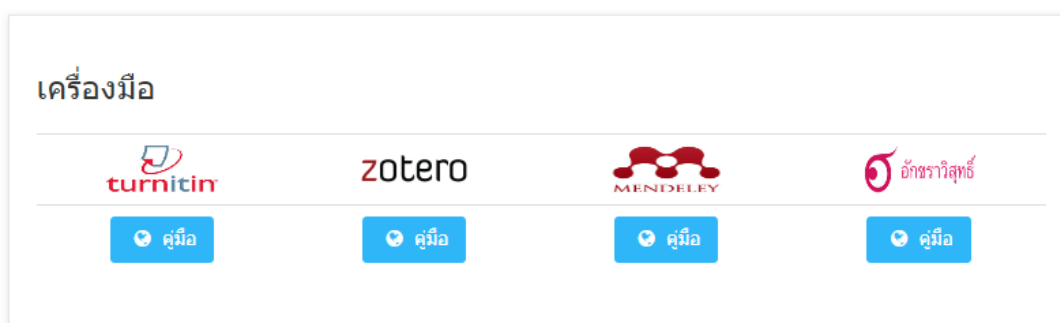 เครื่องมือ
turnitin zotero MENDELEY อักขราวิสุทธิ์
คู่มือ คู่มือ คู่มือ คู่มือ